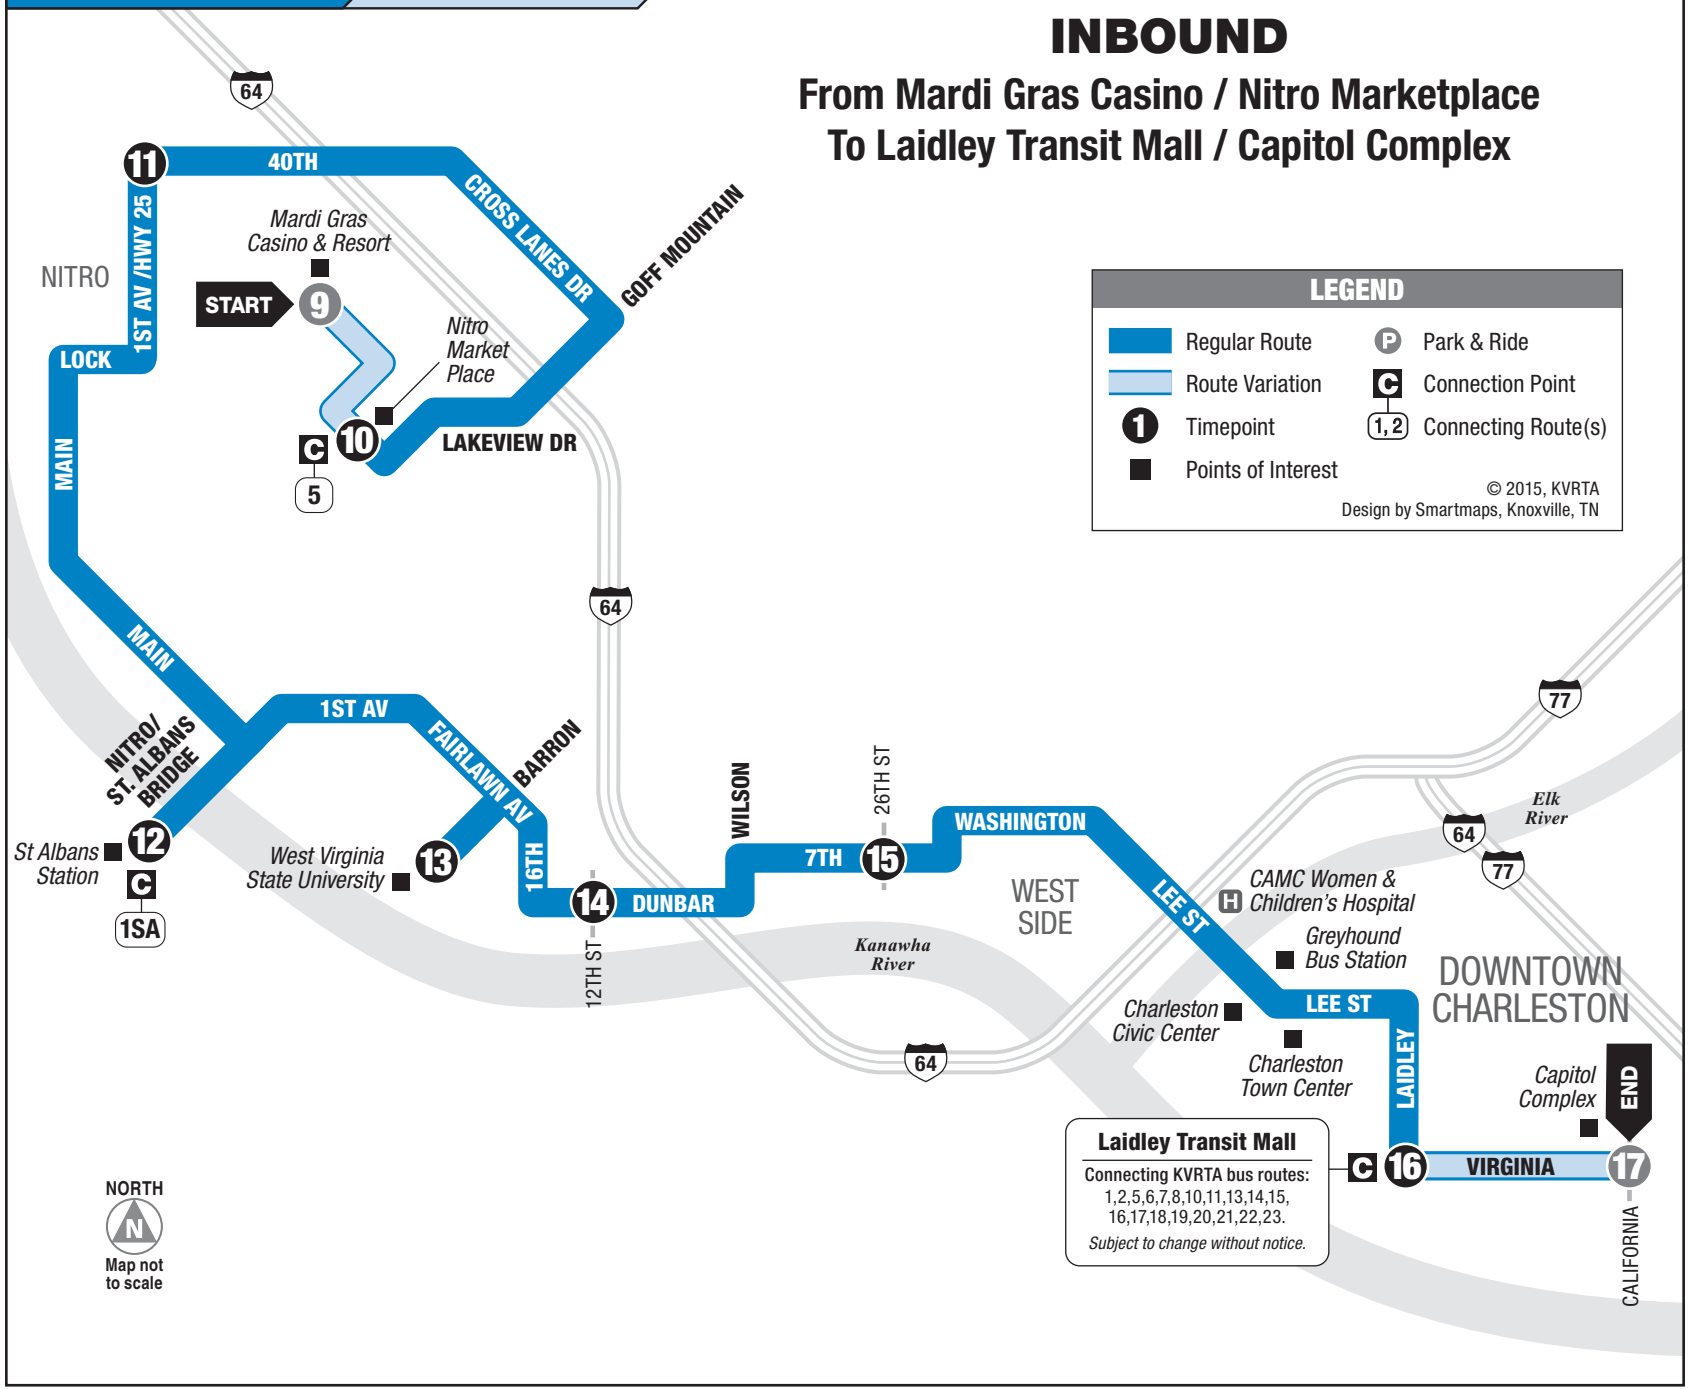 INBOUND
From Mardi Gras Casino / Nitro Marketplace
To Laidley Transit Mall / Capitol Complex
64
11
40TH
CROSS LANES DR
GOFF MOUNTAIN
1ST AV /HWY 25
NITRO
Mardi Gras
Casino & Resort
START
9
Nitro
Market
Place
LOCK
10
LAKEVIEW DR
C
5
MAIN
64
MAIN
LEGEND
Regular Route
Route Variation
1
Timepoint
Points of Interest
P
Park & Ride
C
Connection Point
1, 2
Connecting Route(s)
© 2015, KVRTA
Design by Smartmaps, Knoxville, TN
NITRO/
ST. ALBANS
BRIDGE
1ST AV
FAIRLAWN AV
BARRON
12
St Albans
Station
C
1SA
West Virginia
State University
13
16TH
14
12TH ST
DUNBAR
WILSON
7TH
26TH ST
15
WASHINGTON
WEST
SIDE
Kanawha
River
LEE ST
77
Elk
River
64
77
H
CAMC Women &
Children's Hospital
Greyhound
Bus Station
DOWNTOWN
CHARLESTON
Charleston
Civic Center
LEE ST
Charleston
Town Center
LAIDLEY
64
Capitol
Complex
END
Laidley Transit Mall
Connecting KVRTA bus routes:
1,2,5,6,7,8,10,11,13,14,15,
16,17,18,19,20,21,22,23.
Subject to change without notice.
C
16
VIRGINIA
17
CALIFORNIA
NORTH
N
Map not
to scale